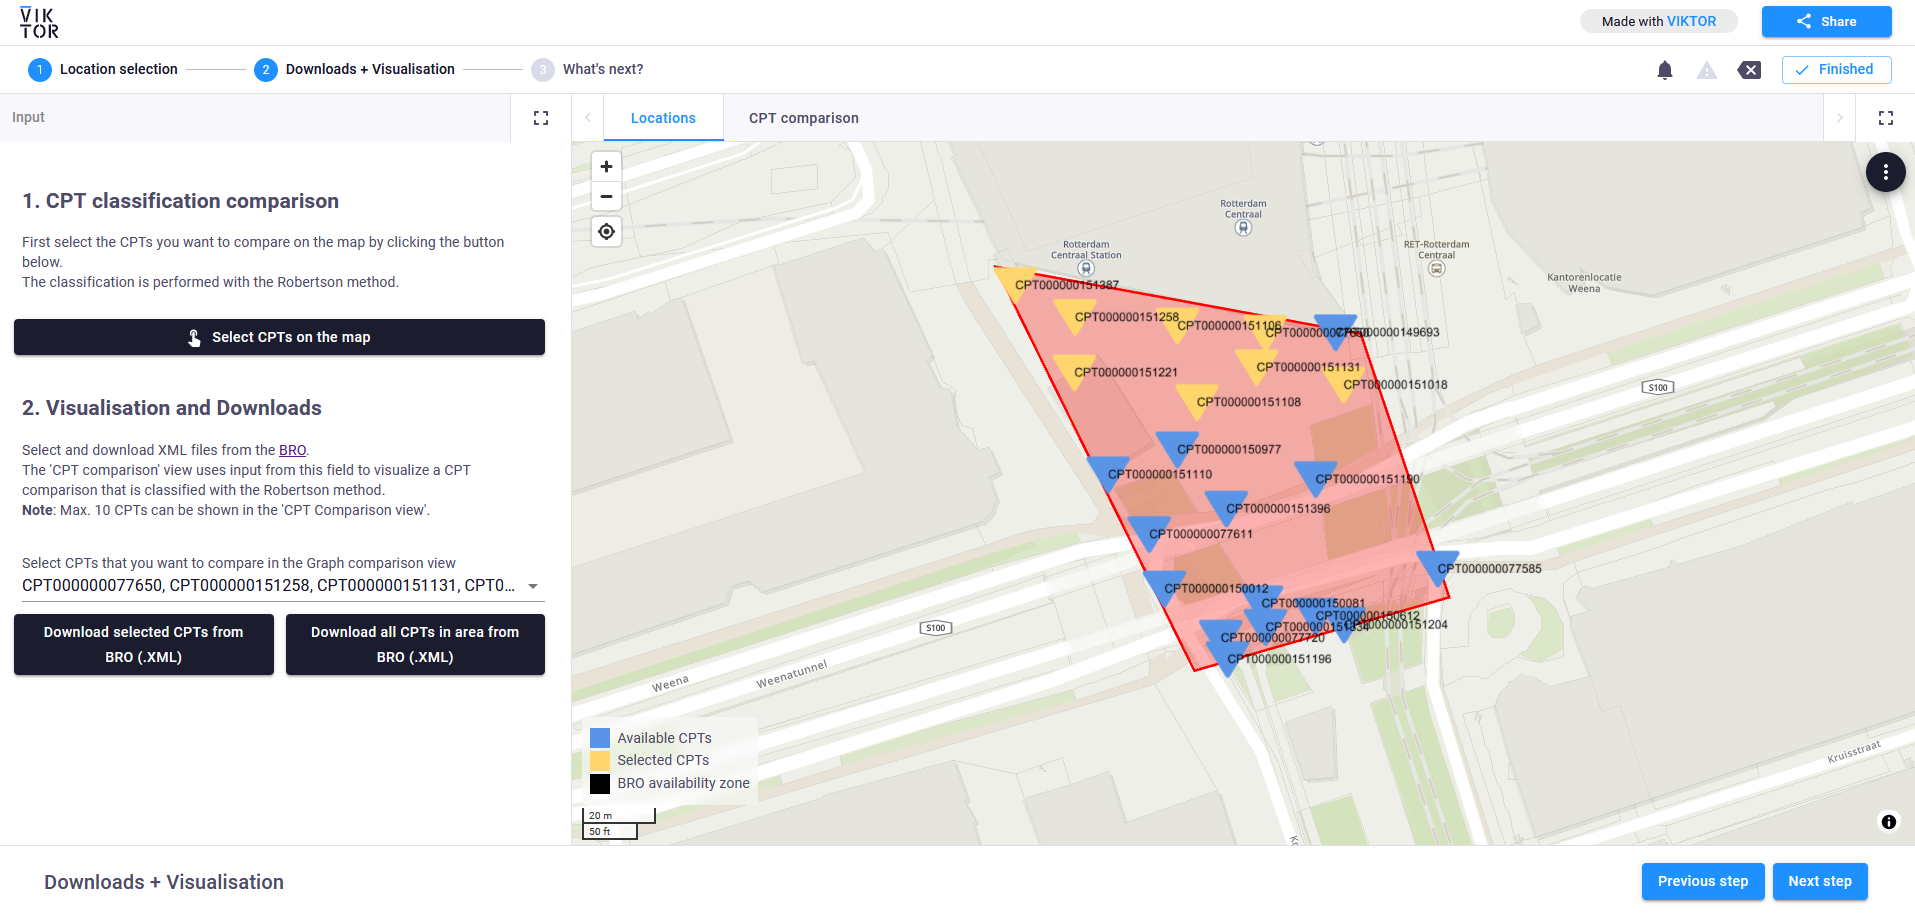 VIK
TOR
Made with VIKTOR
Share
1 Location selection
2 Downloads + Visualisation
3 What's next?
Finished
Input
Locations
CPT comparison
1. CPT classification comparison
First select the CPTs you want to compare on the map by clicking the button
below.
The classification is performed with the Robertson method.
Select CPTs on the map
2. Visualisation and Downloads
Select and download XML files from the BRO.
The 'CPT comparison' view uses input from this field to visualize a CPT
comparison that is classified with the Robertson method.
Note: Max. 10 CPTs can be shown in the 'CPT Comparison view'.
Select CPTs that you want to compare in the Graph comparison view
CPT000000077650, CPT000000151258, CPT000000151131, CPT0...
Download selected CPTs from
BRO (.XML)
Download all CPTs in area from
BRO (.XML)
Rotterdam
Centraal
Rotterdam
Centraal Station
RET-Rotterdam
Centraal
Kantorenlocatie
Weena
CPT000000151387
CPT000000151258
CPT000000151106
CPT000000077650
CPT000000149693
CPT000000151221
CPT000000151131
CPT000000151018
CPT000000151108
S100
CPT000000150977
CPT000000151110
CPT000000151190
CPT000000151396
CPT000000077611
CPT000000077585
CPT000000150012
CPT000000150081
CPT000000150612
CPT000000151204
CPT000000077720
CPT000000151196
S100
Weena
Weenatunnel
Kruisstraat
Available CPTs
Selected CPTs
BRO availability zone
20 m
50 ft
Downloads + Visualisation
Previous step
Next step